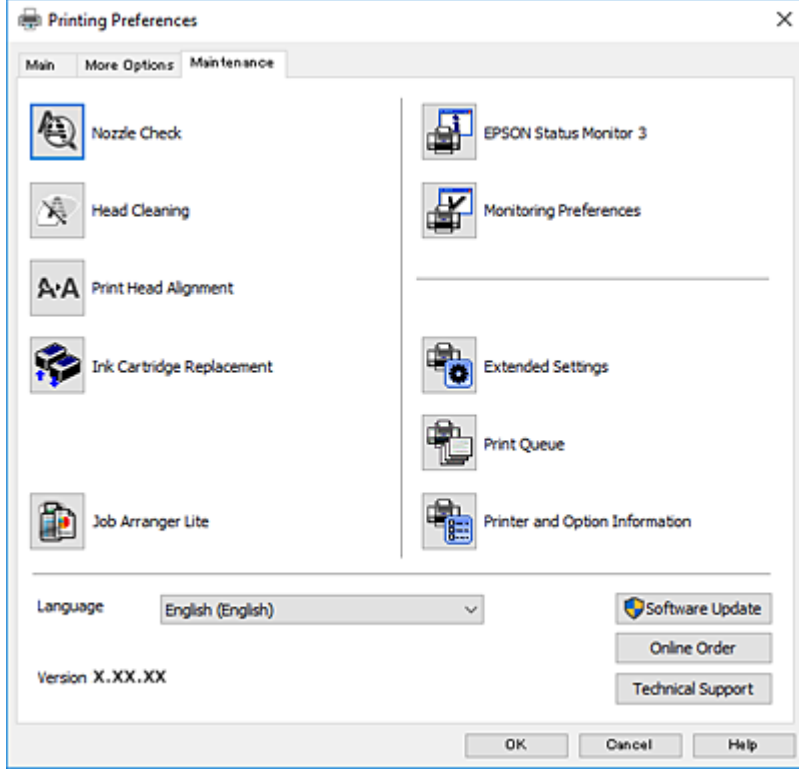 Printing Preferences
Main
More Options
Maintenance
Nozzle Check
Head Cleaning
A·A Print Head Alignment
Ink Cartridge Replacement
Job Arranger Lite
EPSON Status Monitor 3
Monitoring Preferences
Extended Settings
Print Queue
Printer and Option Information
Language
English (English)
Version X.XX.XX
Software Update
Online Order
Technical Support
OK
Cancel
Help